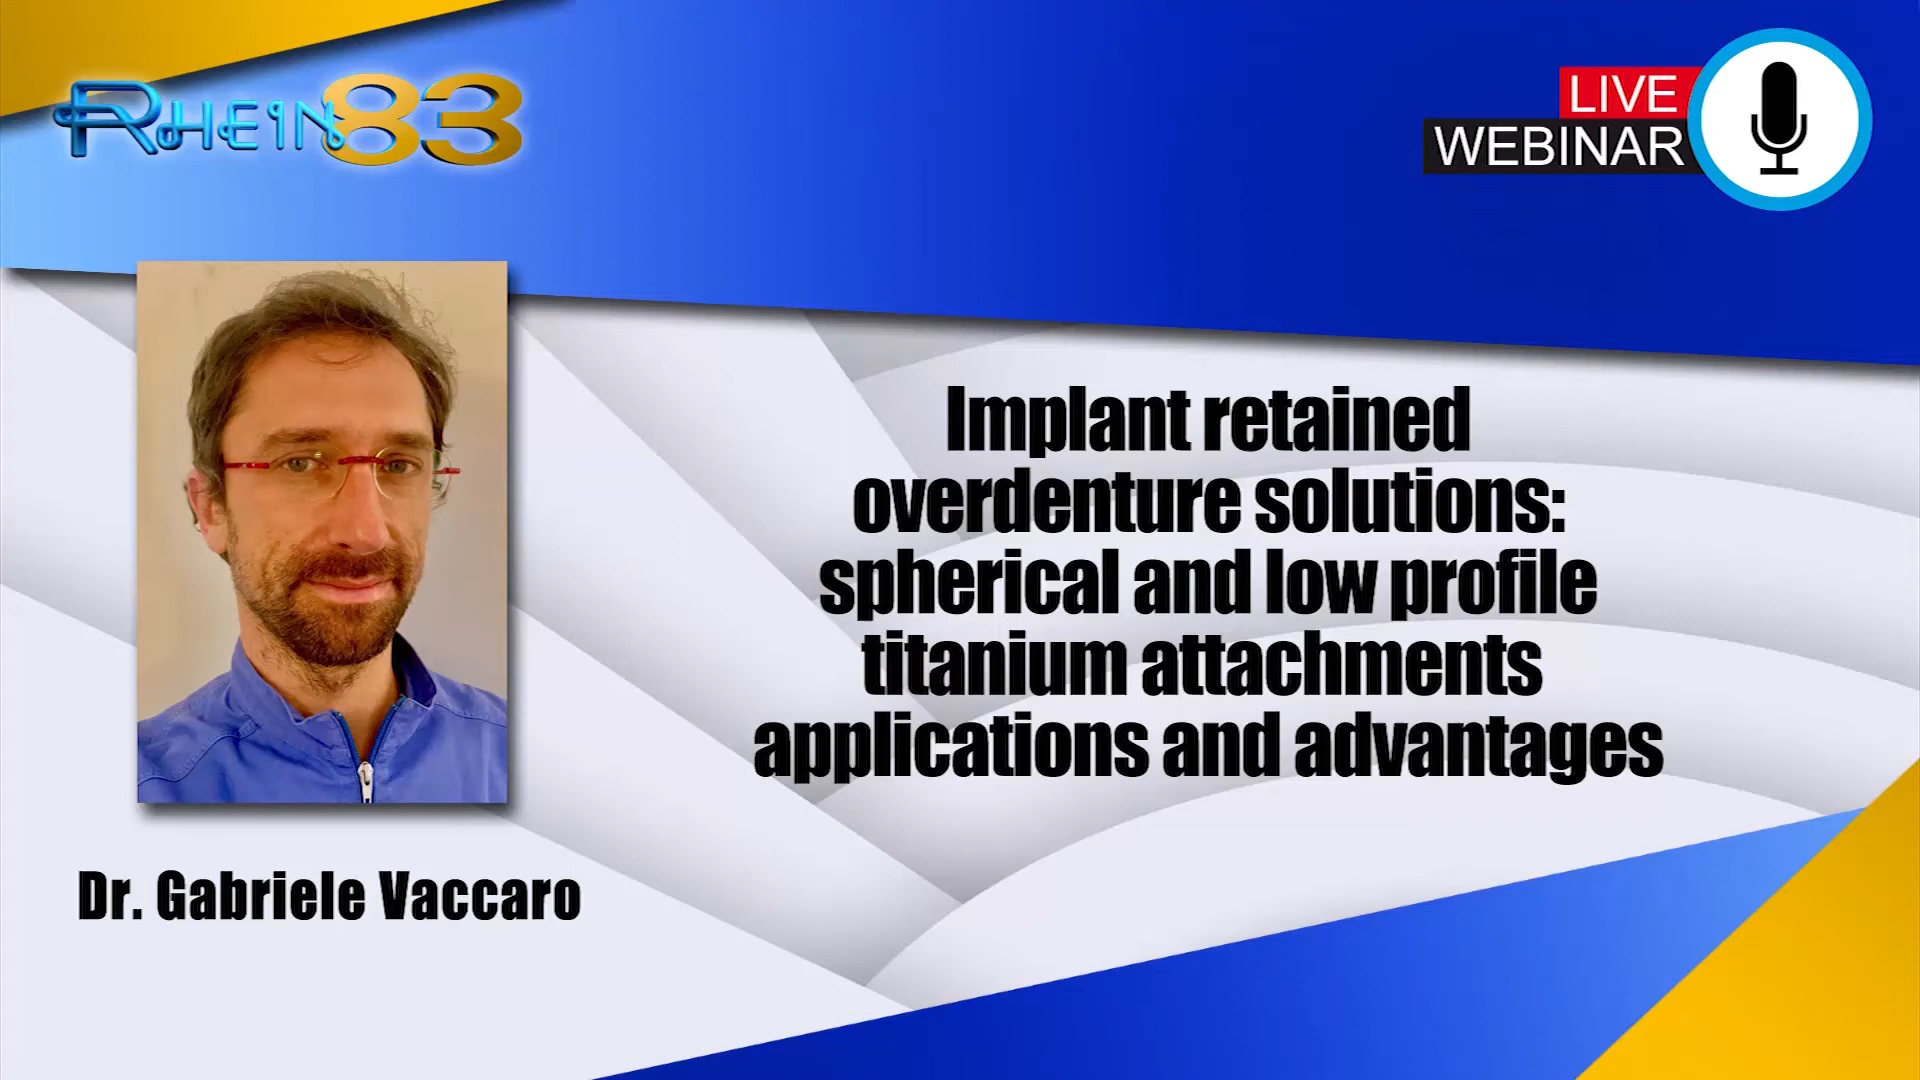 RHEIN83
LIVE
WEBINAR
Implant retained
overdenture solutions:
spherical and low profile
titanium attachments
applications and advantages
Dr. Gabriele Vaccaro